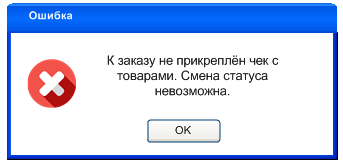 Ошибка
К заказу не прикреплён чек с
товарами. Смена статуса
невозможна.
OK